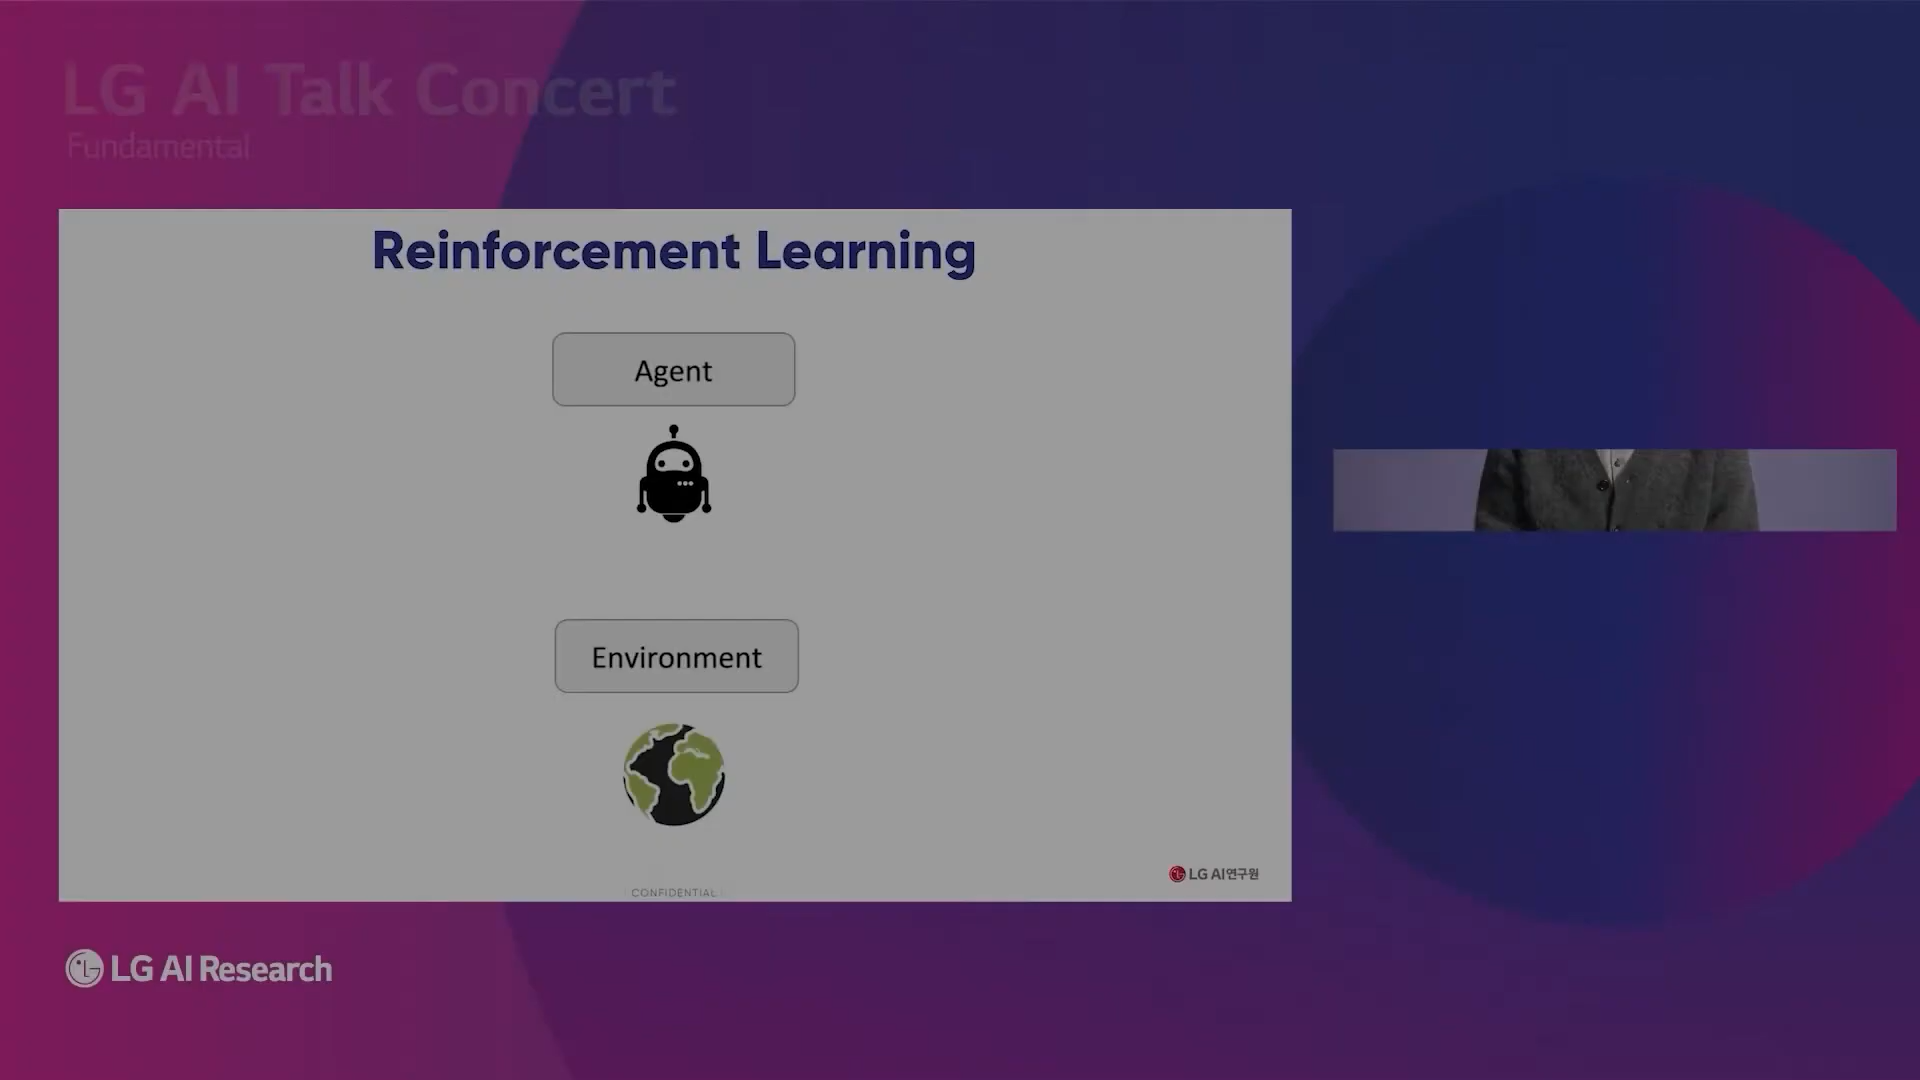 LG AI Talk Concert
Fundamental
Reinforcement Learning
Agent
Environment
LG AI연구원
CONFIDENTIAL
LG AI Research